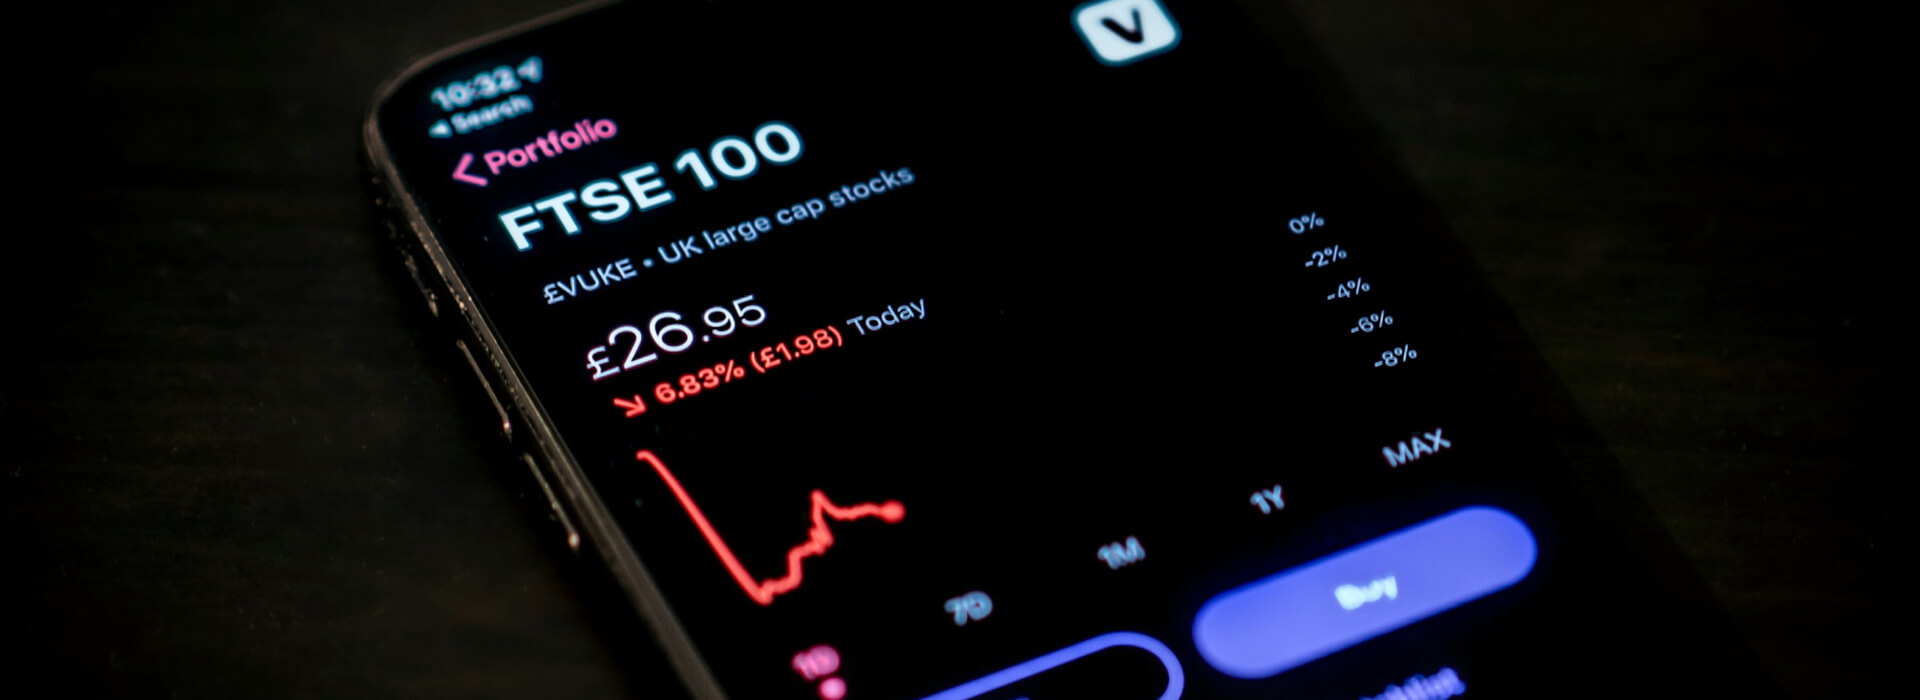 10:32
Search
Portfolio
V
FTSE 100
£VUKE • UK large cap stocks
£26.95
6.83% (£1.98) Today
0%
-2%
-4%
-6%
-8%
1D 7D 1M 1Y MAX
Buy